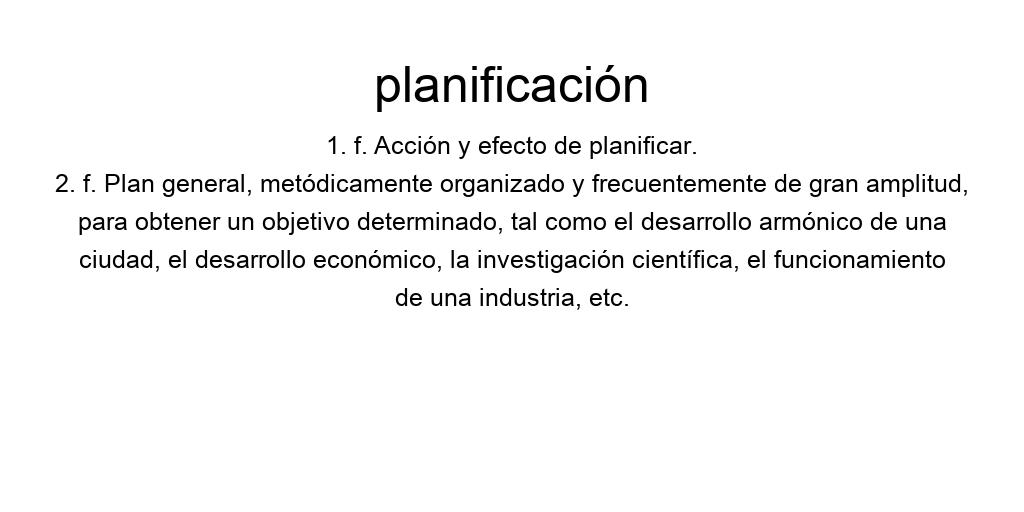 planificación
1. f. Acción y efecto de planificar.
2. f. Plan general, metódicamente organizado y frecuentemente de gran amplitud,
para obtener un objetivo determinado, tal como el desarrollo armónico de una
ciudad, el desarrollo económico, la investigación científica, el funcionamiento
de una industria, etc.